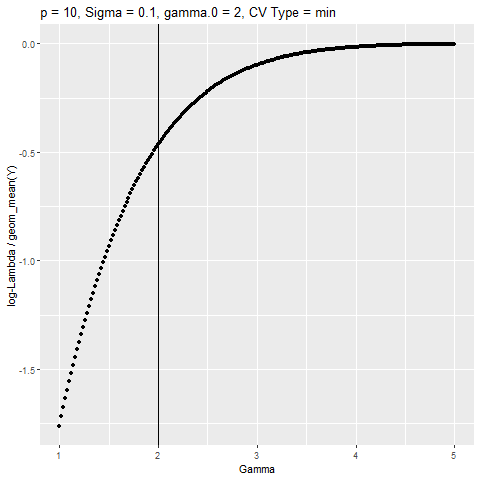 p = 10, Sigma = 0.1, gamma.0 = 2, CV Type = min
log-Lambda / geom_mean(Y)
0.0
-0.5
-1.0
-1.5
1 2 3 4 5
Gamma